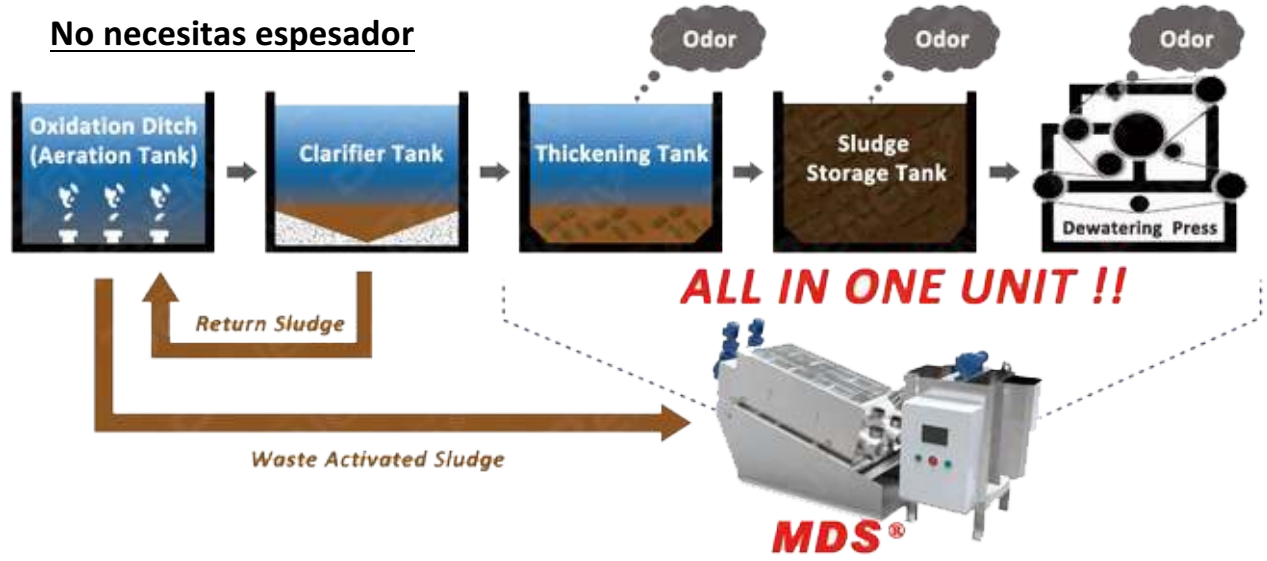 No necesitas espesador
Odor
Odor
Odor
Oxidation Ditch
(Aeration Tank)
Clarifier Tank
Thickening Tank
Sludge
Storage Tank
Dewatering Press
ALL IN ONE UNIT !!
Return Sludge
Waste Activated Sludge
MDS®